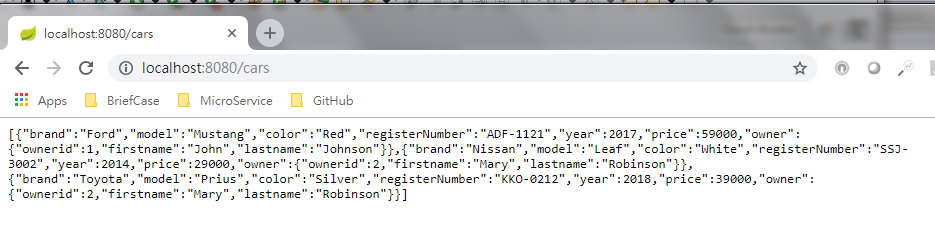 localhost:8080/cars
localhost:8080/cars
Apps BriefCase MicroService GitHub
[{"brand":"Ford","model":"Mustang","color":"Red","registerNumber":"ADF-1121","year":2017,"price":59000,"owner":
{"ownerid":1,"firstname":"John","lastname":"Johnson"}},{"brand":"Nissan","model":"Leaf","color":"White","registerNumber":"SSJ-
3002","year":2014,"price":29000,"owner":{"ownerid":2,"firstname":"Mary","lastname":"Robinson"}},
{"brand":"Toyota","model":"Prius","color":"Silver","registerNumber":"KKO-0212","year":2018,"price":39000,"owner":
{"ownerid":2,"firstname":"Mary","lastname":"Robinson"}}]